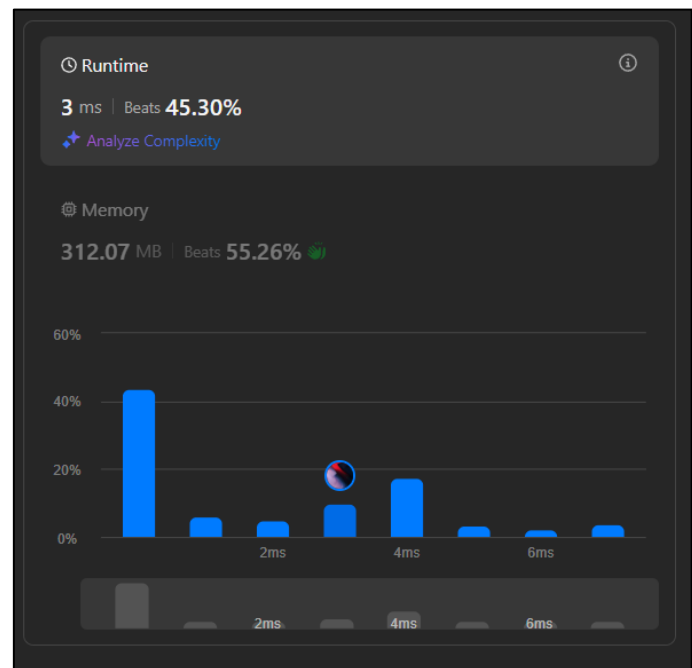 Runtime
3 ms | Beats 45.30%
Analyze Complexity
Memory
312.07 MB | Beats 55.26%
60%
40%
20%
0%
2ms 4ms 6ms
2ms 4ms 6ms